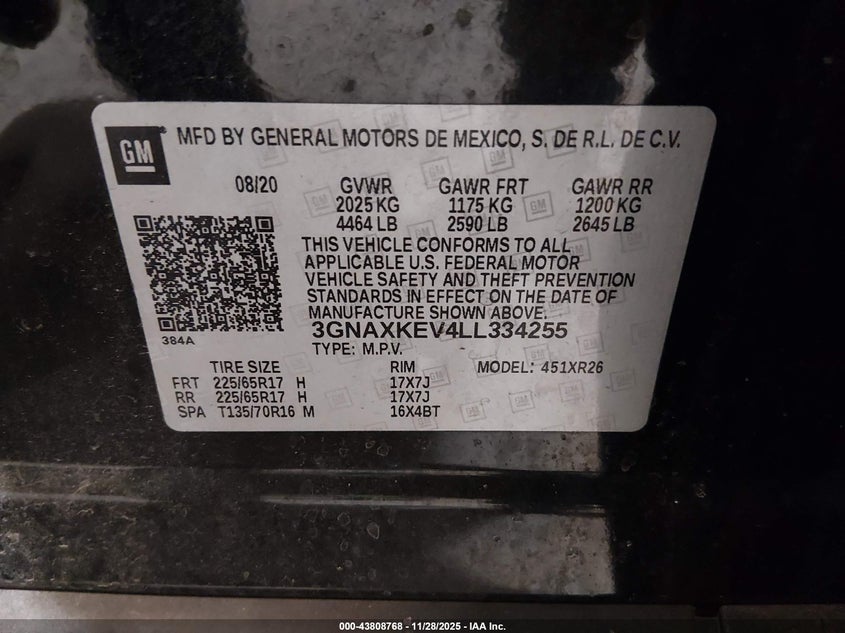 GM
MFD BY GENERAL MOTORS DE MEXICO, S. DE R.L. DE C.V.
08/20 GVWR GAWR FRT GAWR RR
2025 KG 1175 KG 1200 KG
4464 LB 2590 LB 2645 LB
THIS VEHICLE CONFORMS TO ALL
APPLICABLE U.S. FEDERAL MOTOR
VEHICLE SAFETY AND THEFT PREVENTION
STANDARDS IN EFFECT ON THE DATE OF
MANUFACTURE SHOWN ABOVE.
3GNAXKEV4LL334255
384A
TYPE: M.P.V.
TIRE SIZE RIM MODEL: 451XR26
FRT 225/65R17 H 17X7J
RR 225/65R17 H 17X7J
SPA T135/70R16 M 16X4BT
000-43808768 | 11/28/2025 - IAA Inc.